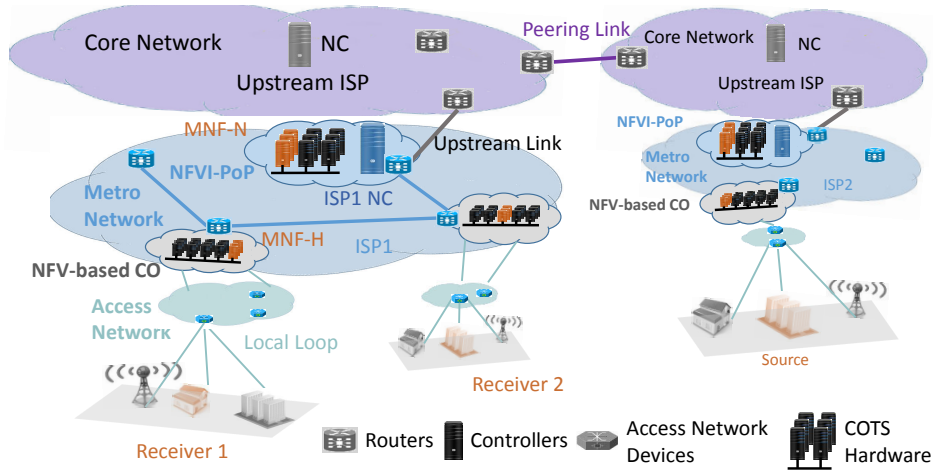 Core Network
NC
Upstream ISP
Peering Link
Core Network
NC
Upstream ISP
MNF-N
NFVI-PoP
ISP1 NC
Upstream Link
Metro
Network
MNF-H
ISP1
NFV-based CO
Access
Network
Local Loop
Receiver 1
Receiver 2
NFVI-PoP
Metro
Network
ISP2
NFV-based CO
Source
Routers
Controllers
Access Network
Devices
COTS
Hardware